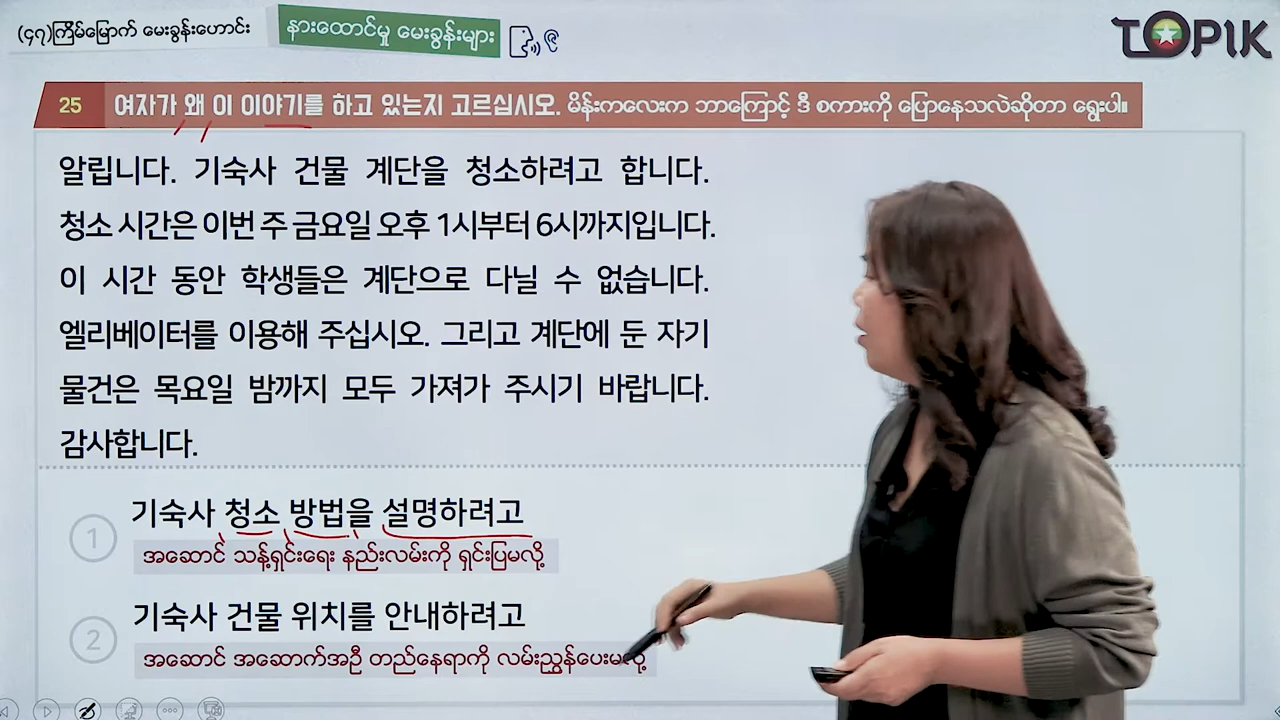 (၄၇)ကြိမ်မြောက် မေးခွန်းဟောင်း
နားထောင်မှု မေးခွန်းများ
TOPIK
25 여자가 왜 이 이야기를 하고 있는지 고르십시오. မိန်းကလေးက ဘာကြောင့် ဒီ စကားကို ပြောနေသလဲဆိုတာ ရွေးပါ။
알립니다. 기숙사 건물 계단을 청소하려고 합니다.
청소 시간은 이번 주 금요일 오후 1시부터 6시까지입니다.
이 시간 동안 학생들은 계단으로 다닐 수 없습니다.
엘리베이터를 이용해 주십시오. 그리고 계단에 둔 자기
물건은 목요일 밤까지 모두 가져가 주시기 바랍니다.
감사합니다.
1 기숙사 청소 방법을 설명하려고
အဆောင် သန့်ရှင်းရေး နည်းလမ်းကို ရှင်းပြမလို့
2 기숙사 건물 위치를 안내하려고
အဆောင် အဆောက်အဦ တည်နေရာကို လမ်းညွှန်ပေးမလို့